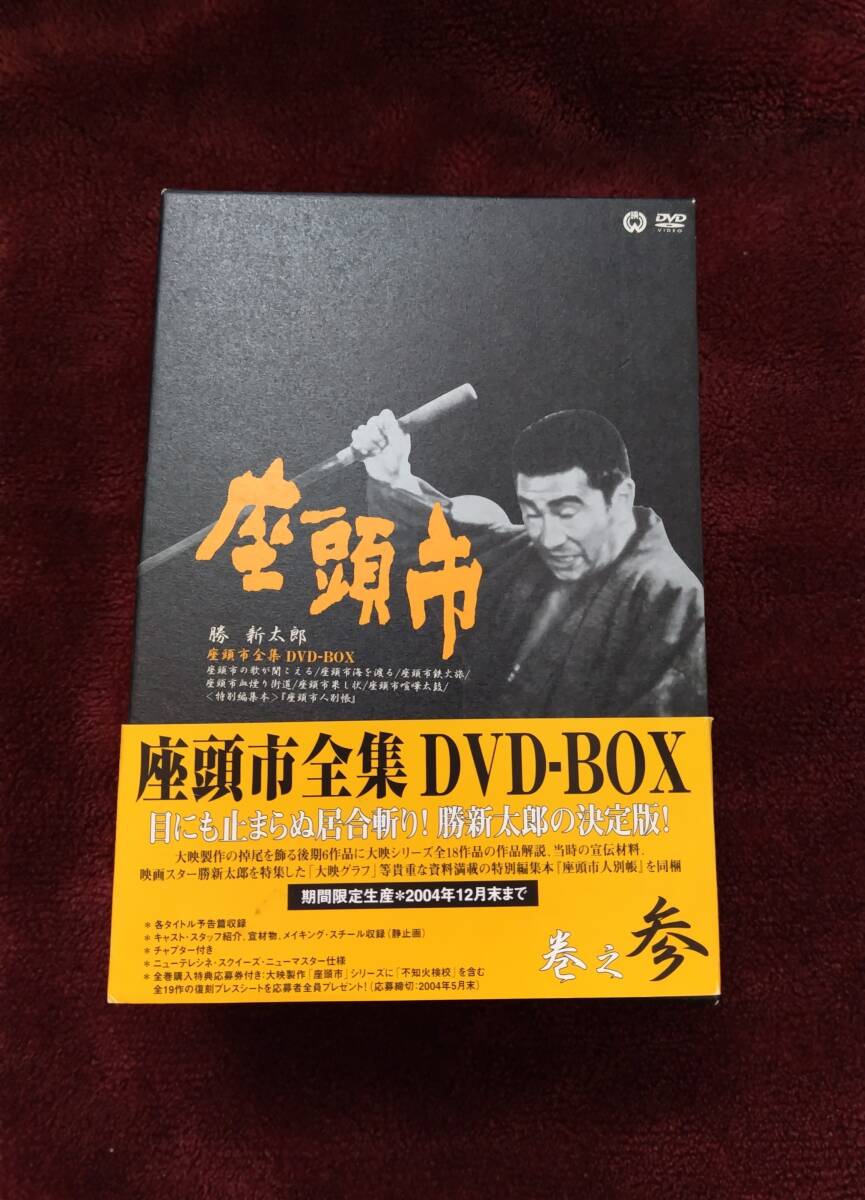 DVD
VIDEO
座頭市
勝 新太郎
座頭市全集 DVD-BOX
座頭市の歌が聞こえる/座頭市海を渡る/座頭市鉄火旅/
座頭市血煙り街道/座頭市果し状/座頭市喧嘩太鼓/
<特別編集本>『座頭市人別帳』
座頭市全集 DVD-BOX
目にも止まらぬ居合斬り!勝新太郎の決定版!
大映製作の掉尾を飾る後期6作品に大映シリーズ全18作品の作品解説、当時の宣伝材料、
映画スター勝新太郎を特集した「大映グラフ」等貴重な資料満載の特別編集本『座頭市人別帳』を同梱
期間限定生産*2004年12月末まで
*各タイトル予告篇収録
*キャスト・スタッフ紹介、宣材物、メイキング・スチール収録(静止画)
*チャプター付き
*ニューテレシネ・スクイーズ・ニューマスター仕様
*全巻購入特典応募券付き:大映製作「座頭市」シリーズに「不知火検校」を含む
全19作の復刻プレスシートを応募者全員プレゼント!(応募締切:2004年5月末)
巻之参